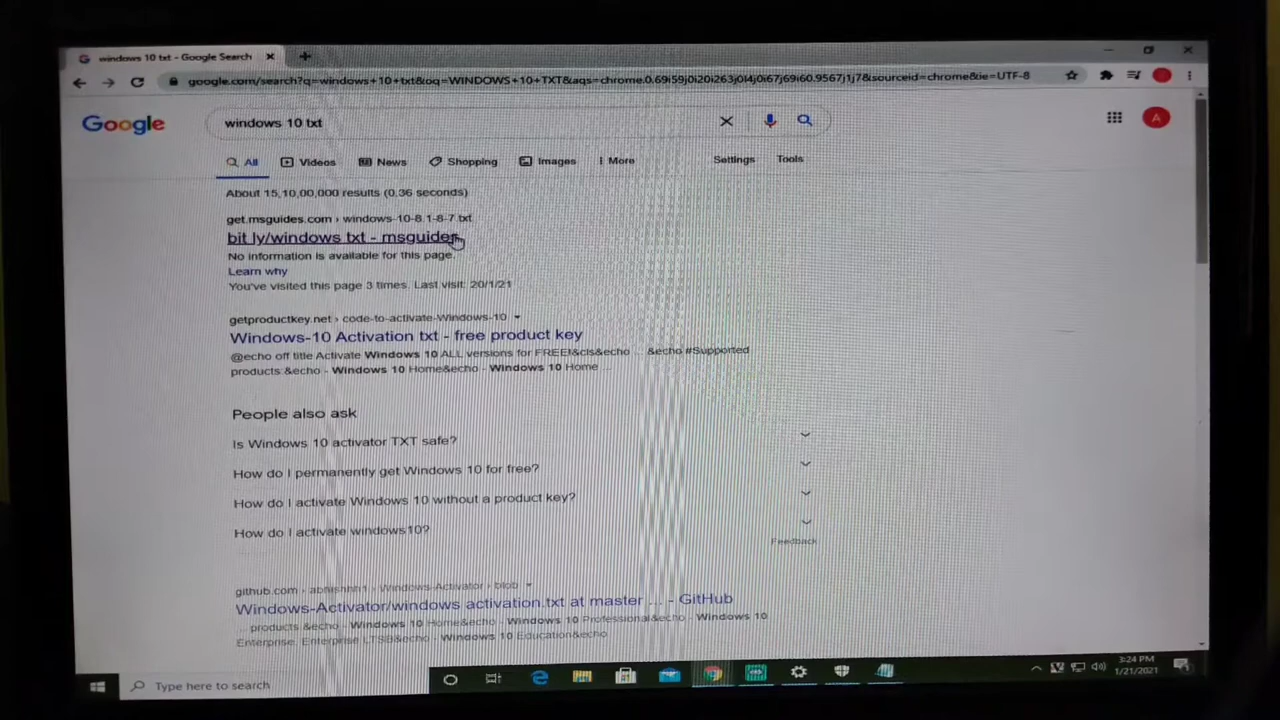 windows 10 txt - Google Search
google.com/search?q=windows+10+txt&oq=WINDOWS+10+TXT&aqs=chrome.0.69i59j0i20i263j0l4j0i67j69i60.9567j1j7&sourceid=chrome&ie=UTF-8
Google
windows 10 txt
A
All
Videos
News
Shopping
Images
More
Settings
Tools
About 15,10,00,000 results (0.36 seconds)
get.msguides.com › windows-10-8.1-8-7.txt
bit ly/windows txt - msguides
No information is available for this page.
Learn why
You've visited this page 3 times. Last visit: 20/1/21
getproductkey.net › code-to-activate-Windows-10
Windows-10 Activation txt - free product key
@echo off title Activate Windows 10 ALL versions for FREE!&cls&echo ... &echo #Supported
products:&echo - Windows 10 Home&echo - Windows 10 Home ...
People also ask
Is Windows 10 activator TXT safe?
How do I permanently get Windows 10 for free?
How do I activate Windows 10 without a product key?
How do I activate windows10?
Feedback
github.com › › Windows-Activator › blob
Windows-Activator/windows activation.txt at master ... - GitHub
... products:&echo - Windows 10 Home&echo - Windows 10 Professional&echo - Windows 10
Enterprise, Enterprise LTSB&echo - Windows 10 Education&echo
Type here to search
3:24 PM
1/21/2021